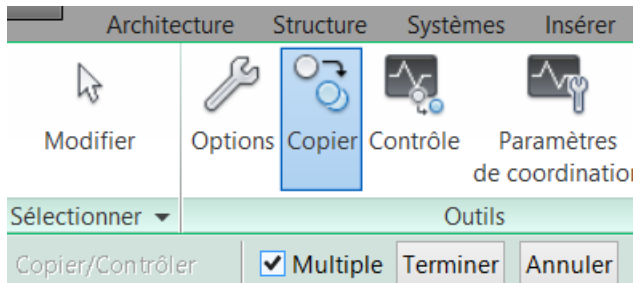 Architecture Structure Systèmes Insérer
Modifier Options Copier Contrôle Paramètres
de coordination
Sélectionner Outils
Copier/Contrôler Multiple Terminer Annuler